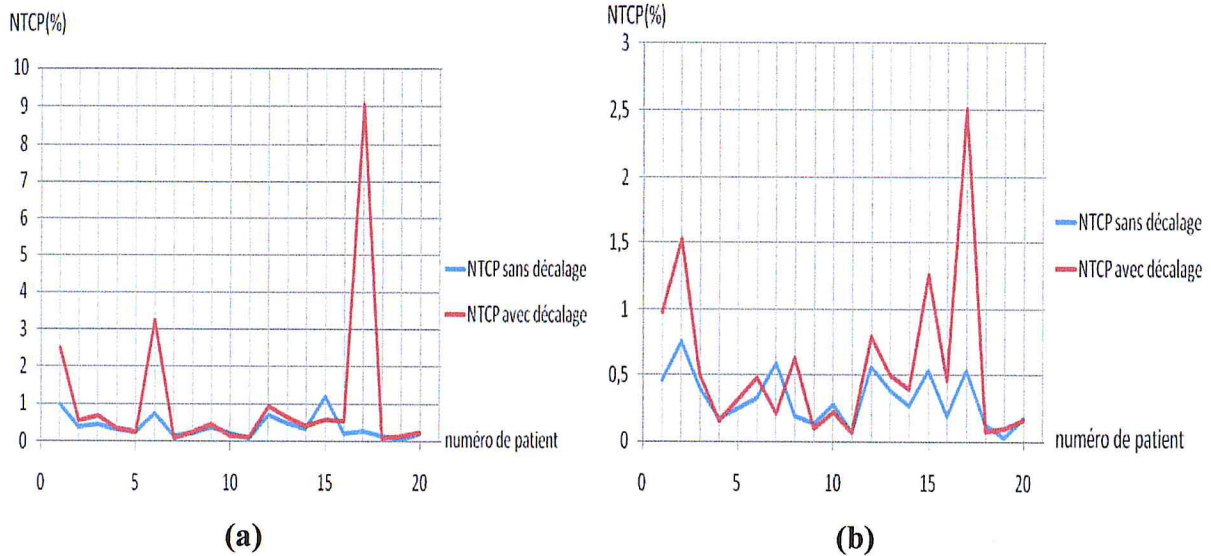 NTCP(%)
10
9
8
7
6
5
4
3
2
1
0
0 5 10 15 20
numéro de patient
NTCP sans décalage
NTCP avec décalage
(a)
NTCP(%)
3
2,5
2
1,5
1
0,5
0
0 5 10 15 20
numéro de patient
NTCP sans décalage
NTCP avec décalage
(b)